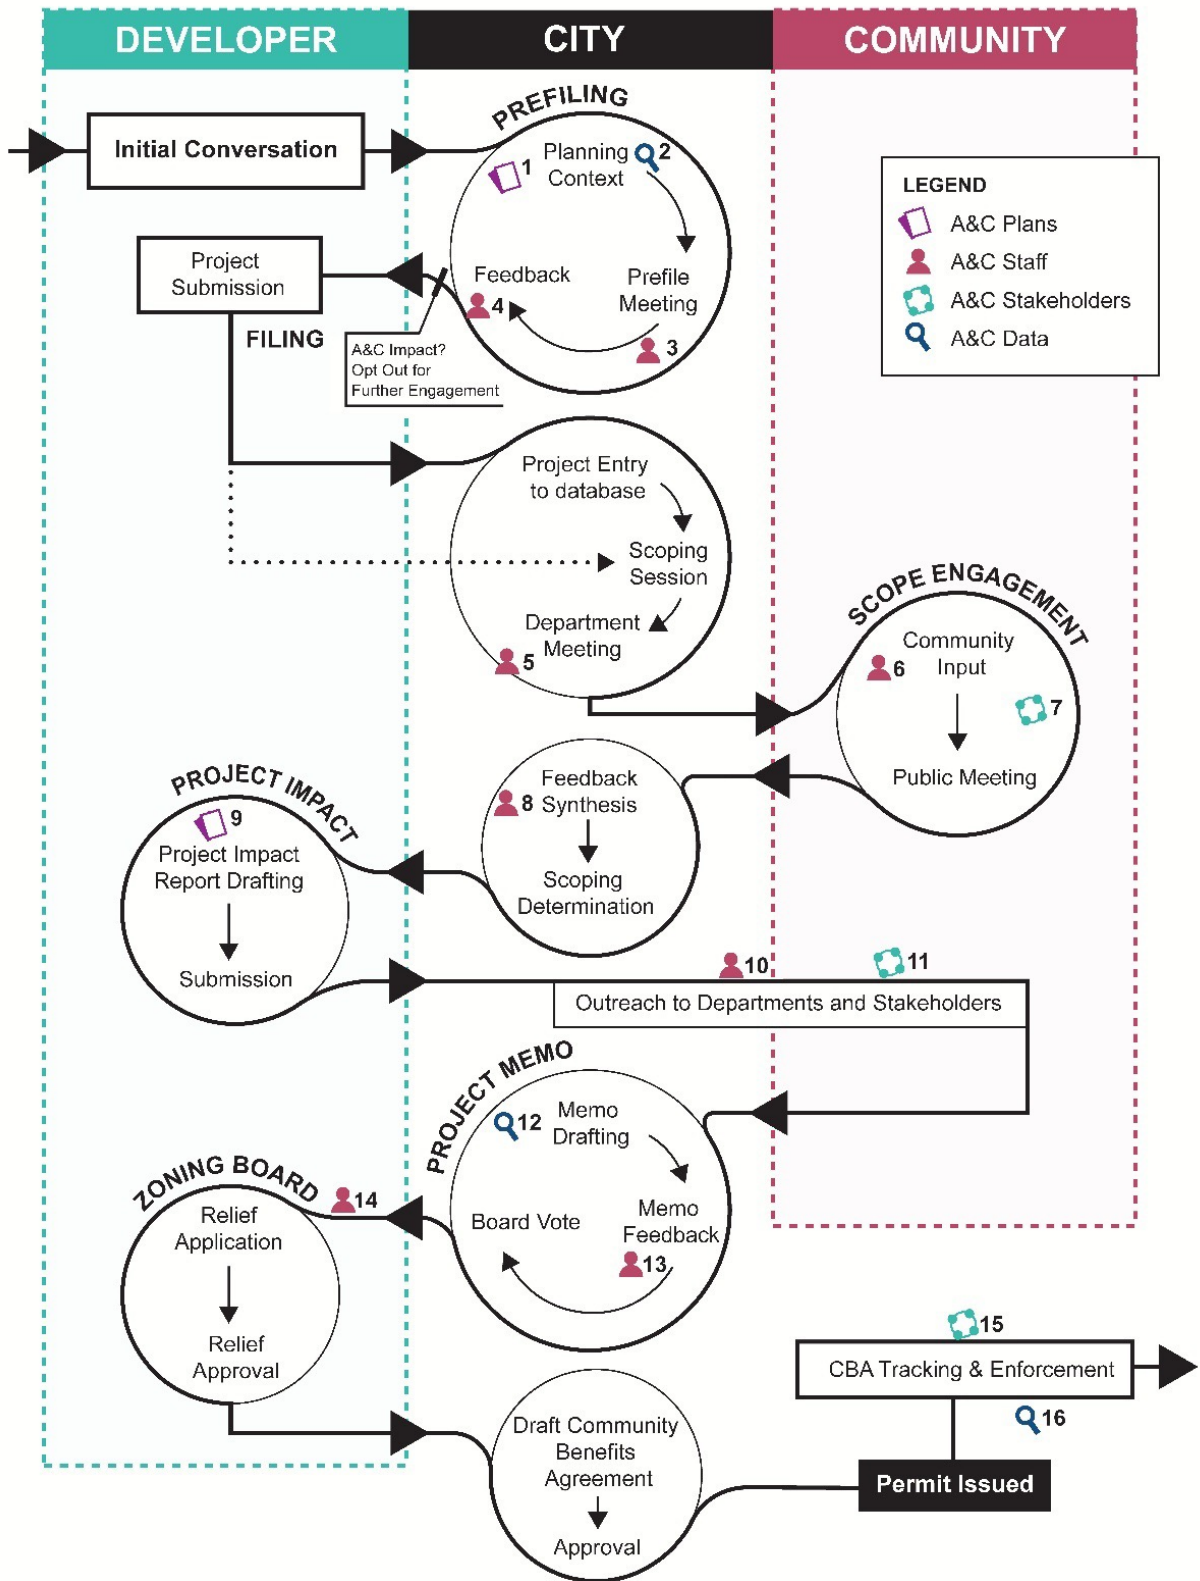 DEVELOPER
CITY
COMMUNITY
PREFILING
Initial Conversation
1
Planning
Context
2
Prefile
Meeting
3
Feedback
4
A&C Impact?
Opt Out for
Further Engagement
LEGEND
A&C Plans
A&C Staff
A&C Stakeholders
A&C Data
Project
Submission
FILING
Project Entry
to database
Scoping
Session
Department
Meeting
5
SCOPE ENGAGEMENT
Community
Input
6
7
Public Meeting
Feedback
Synthesis
8
Scoping
Determination
PROJECT IMPACT
9
Project Impact
Report Drafting
Submission
10
11
Outreach to Departments and Stakeholders
PROJECT MEMO
12
Memo
Drafting
Memo
Feedback
13
Board Vote
14
ZONING BOARD
Relief
Application
Relief
Approval
Draft Community
Benefits
Agreement
Approval
Permit Issued
15
CBA Tracking & Enforcement
16